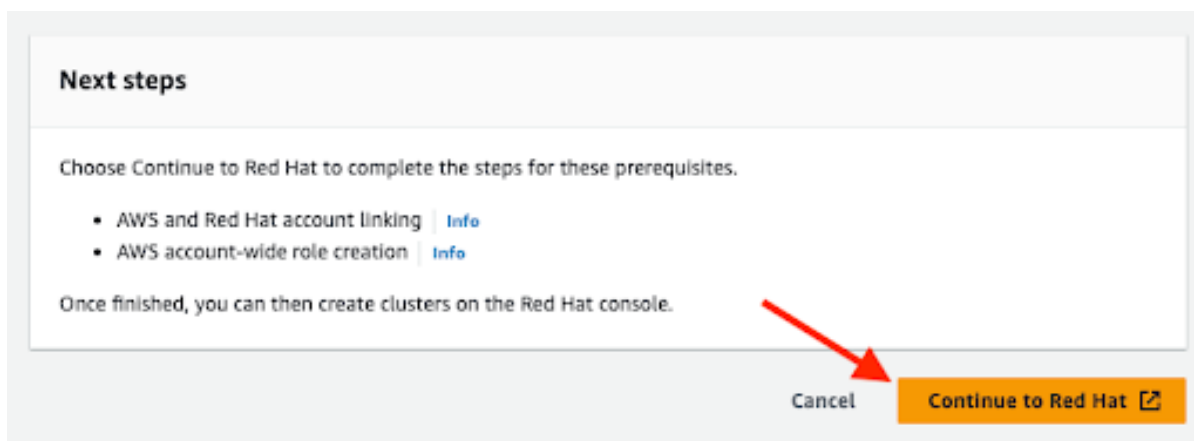 Next steps
Choose Continue to Red Hat to complete the steps for these prerequisites.
• AWS and Red Hat account linking Info
• AWS account-wide role creation Info
Once finished, you can then create clusters on the Red Hat console.
Cancel Continue to Red Hat